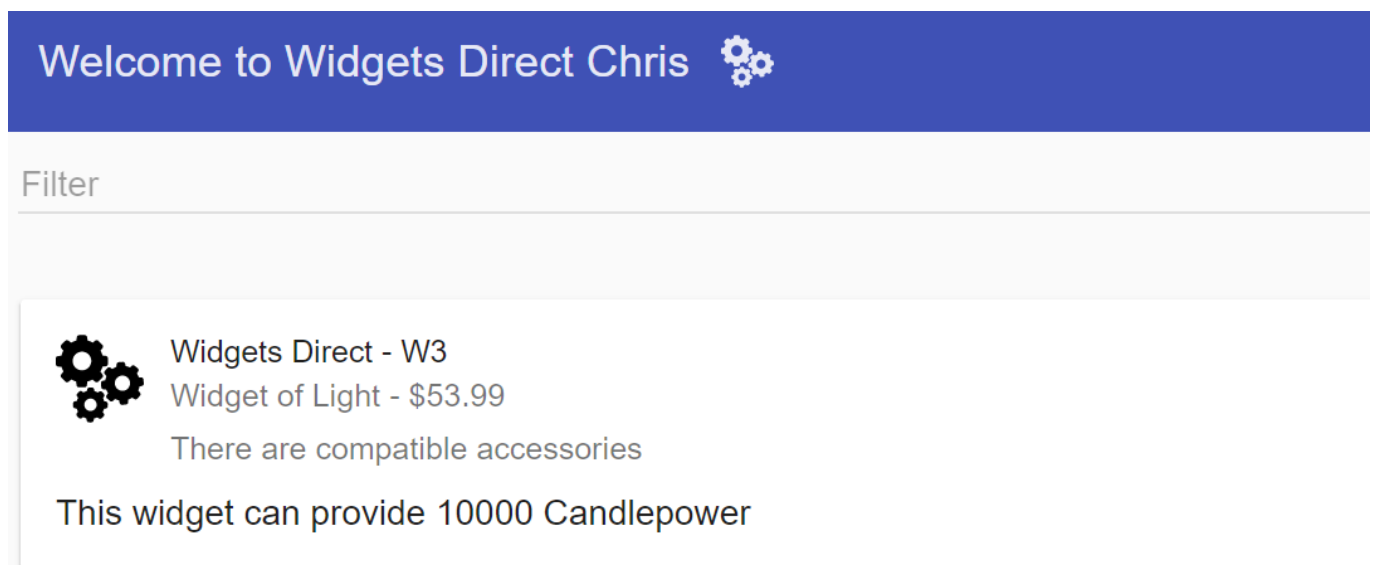 Welcome to Widgets Direct Chris
Filter
Widgets Direct - W3
Widget of Light - $53.99
There are compatible accessories
This widget can provide 10000 Candlepower